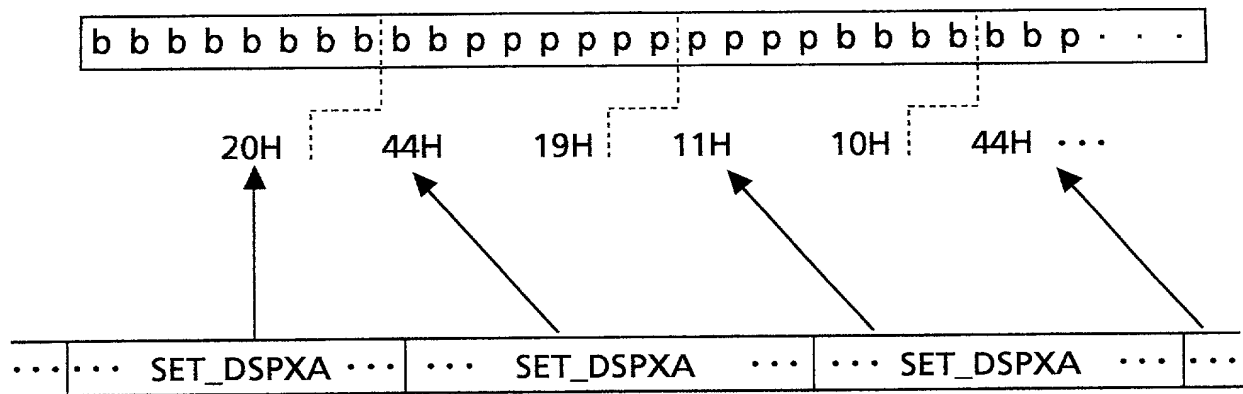 b b b b b b b b b b p p p p p p p p p p b b b b b b p · · ·
20H 44H 19H 11H 10H 44H · · ·
· · · · · · SET_DSPXA · · · · · · SET_DSPXA · · · · · · SET_DSPXA · · · · · ·